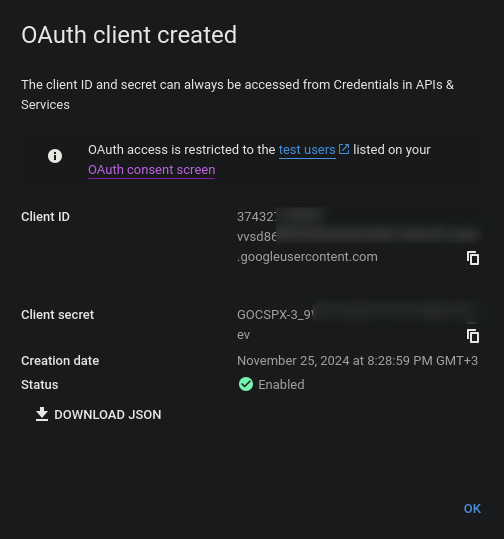 OAuth client created
The client ID and secret can always be accessed from Credentials in APIs &
Services
OAuth access is restricted to the test users listed on your
OAuth consent screen
Client ID
37432
vvsd86
.googleusercontent.com
Client secret
GOCSPX-3_9
ev
Creation date November 25, 2024 at 8:28:59 PM GMT+3
Status Enabled
DOWNLOAD JSON
OK